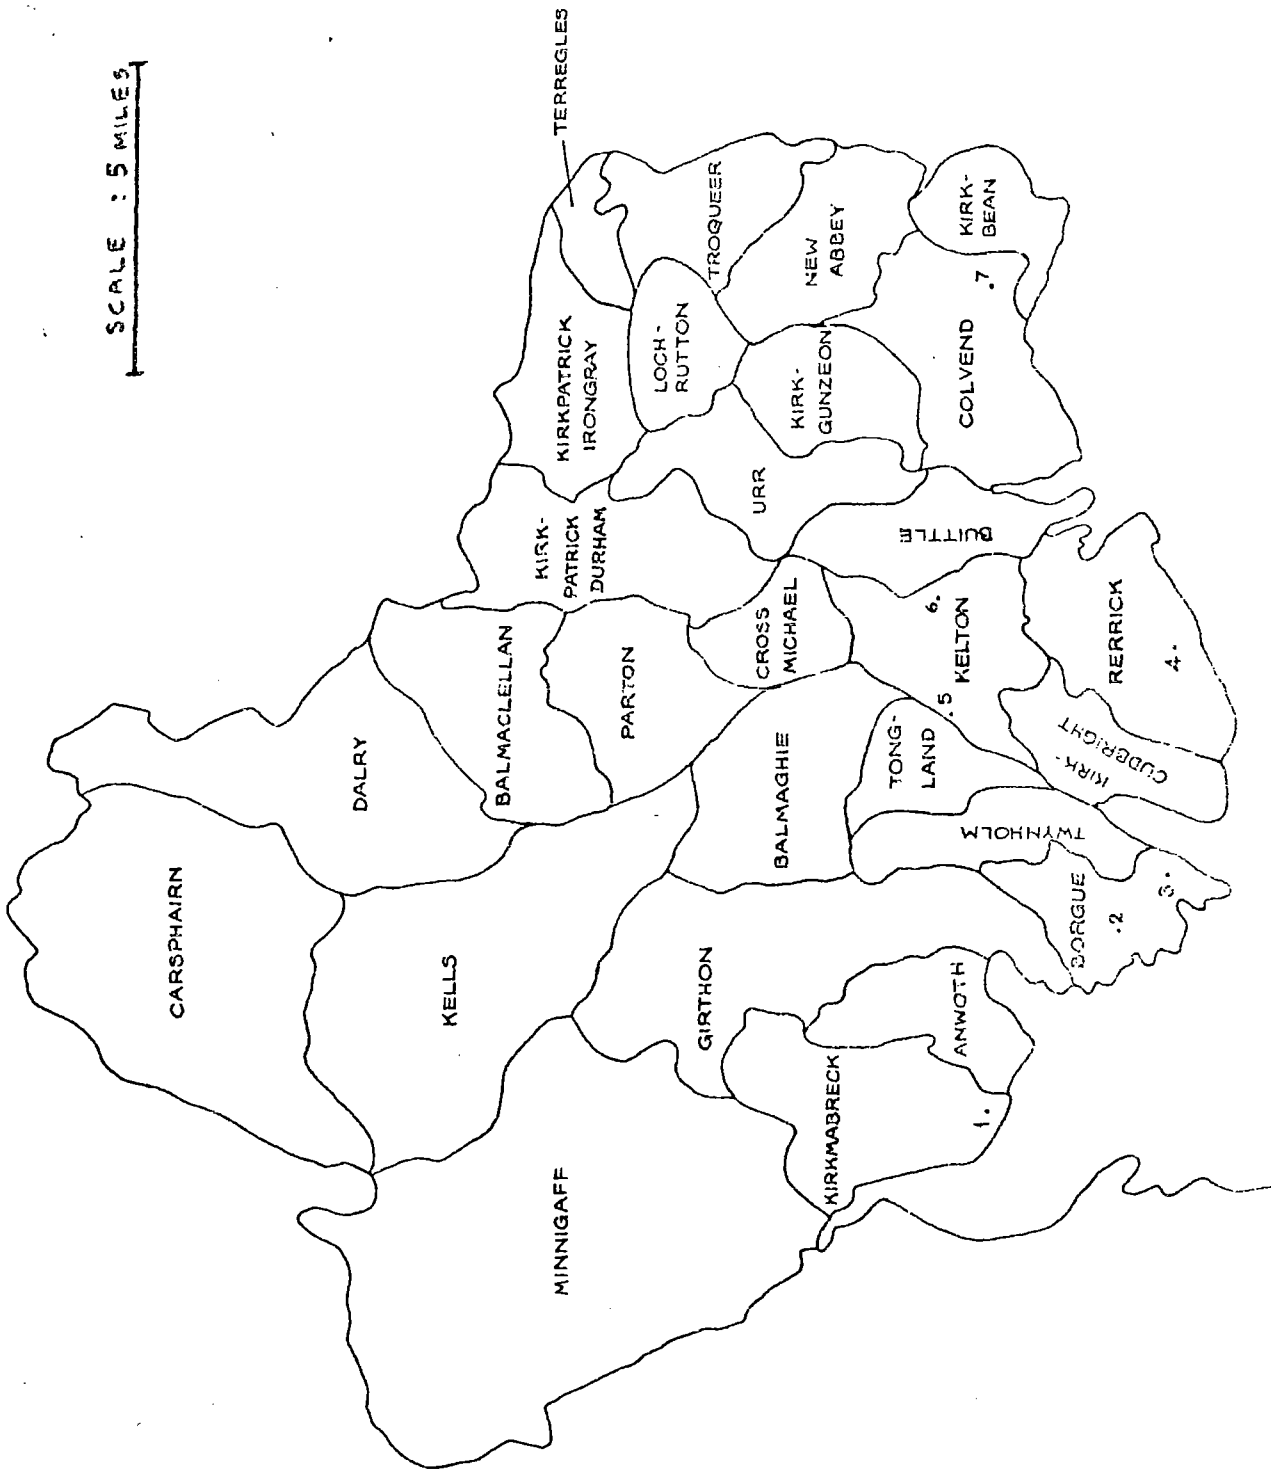 SCALE : 5 MILES
TERREGLES
CARSPHAIRN
DALRY
KELLS
MINNIGAFF
BALMACLELLAN
PARTON
KIRK-
PATRICK
DURHAM
KIRKPATRICK
IRONGRAY
LOCH-
RUTTON
TROQUEER
NEW
ABBEY
KIRK-
BEAN
KIRK-
GUNZEON
COLVEND
.7
URR
BUITTLE
CROSS
MICHAEL
KELTON
6.
.5
BALMAGHIE
TONG-
LAND
GIRTHON
KIRKMABRECK
1.
ANWOTH
TWYNHOLM
BORGUE
.2
3.
KIRK-
CUDBRIGHT
RERRICK
4.